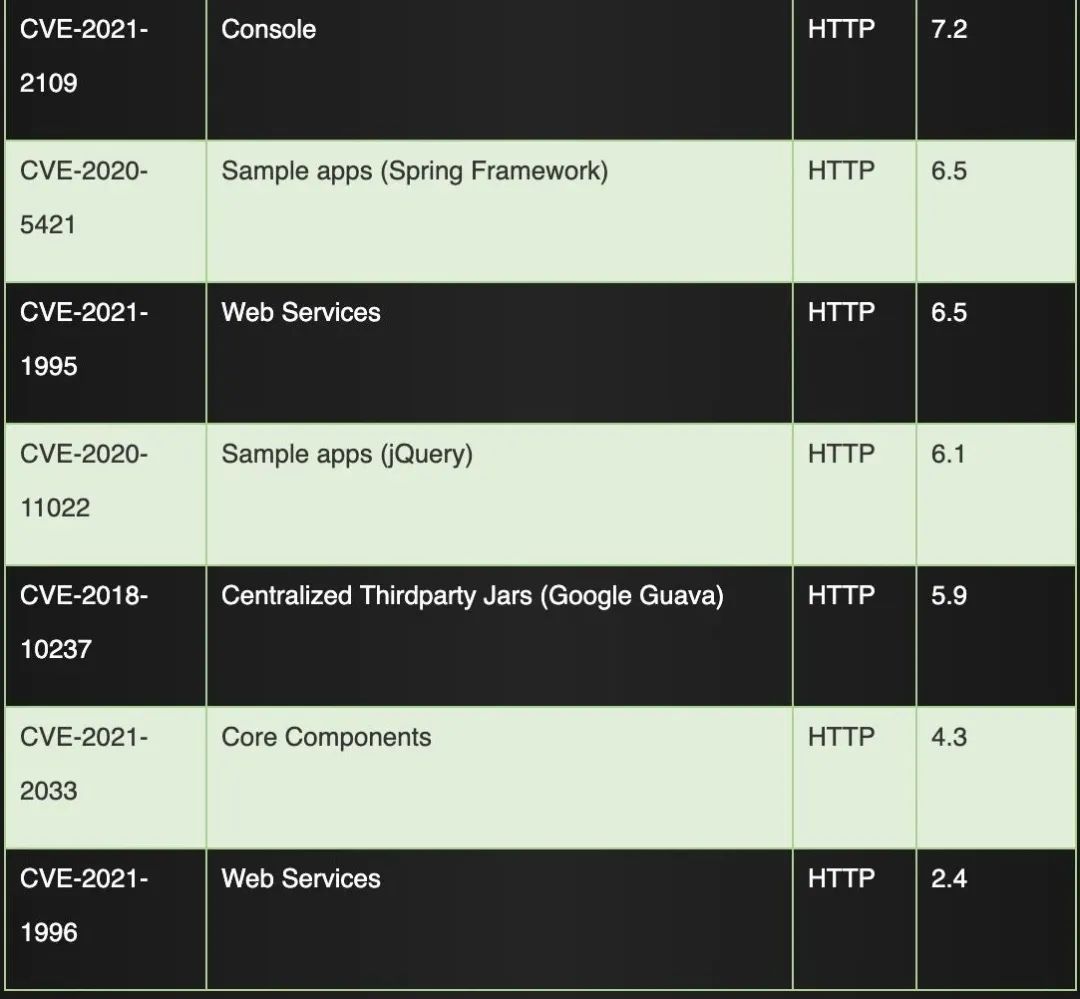 CVE-2021- Console HTTP 7.2
2109
CVE-2020- Sample apps (Spring Framework) HTTP 6.5
5421
CVE-2021- Web Services HTTP 6.5
1995
CVE-2020- Sample apps (jQuery) HTTP 6.1
11022
CVE-2018- Centralized Thirdparty Jars (Google Guava) HTTP 5.9
10237
CVE-2021- Core Components HTTP 4.3
2033
CVE-2021- Web Services HTTP 2.4
1996